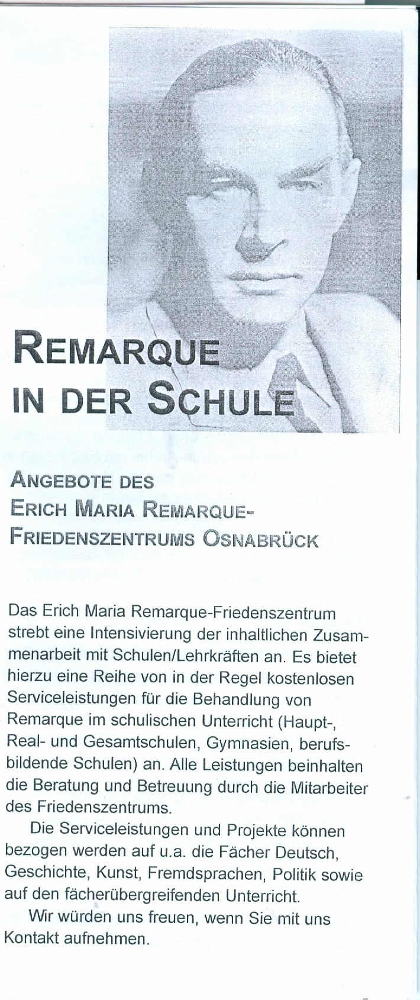 REMARQUE
IN DER SCHULE
ANGEBOTE DES
ERICH MARIA REMARQUE-
FRIEDENSZENTRUMS OSNABRÜCK
Das Erich Maria Remarque-Friedenszentrum
strebt eine Intensivierung der inhaltlichen Zusam-
menarbeit mit Schulen/Lehrkräften an. Es bietet
hierzu eine Reihe von in der Regel kostenlosen
Serviceleistungen für die Behandlung von
Remarque im schulischen Unterricht (Haupt-,
Real- und Gesamtschulen, Gymnasien, berufs-
bildende Schulen) an. Alle Leistungen beinhalten
die Beratung und Betreuung durch die Mitarbeiter
des Friedenszentrums.
Die Serviceleistungen und Projekte können
bezogen werden auf u.a. die Fächer Deutsch,
Geschichte, Kunst, Fremdsprachen, Politik sowie
auf den fächerübergreifenden Unterricht.
Wir würden uns freuen, wenn Sie mit uns
Kontakt aufnehmen.